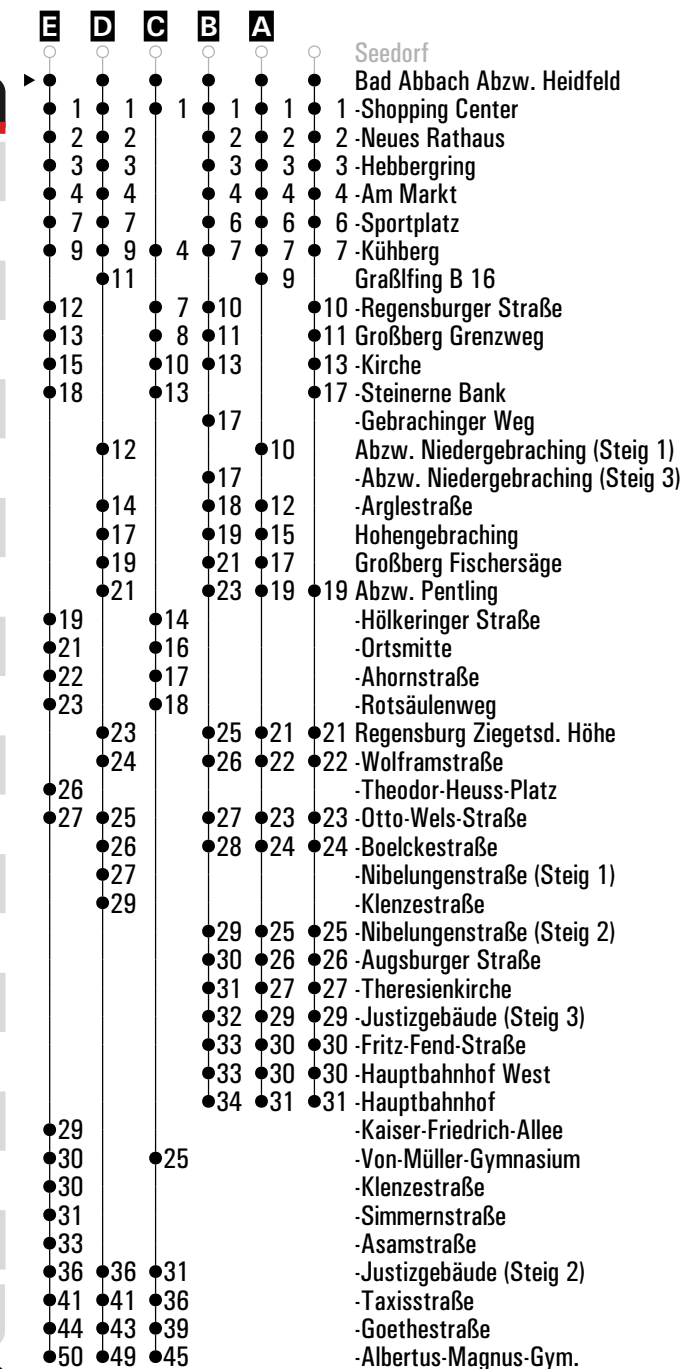 E D C B A
Seedorf
Bad Abbach Abzw. Heidfeld
1 1 1 1 1 1 -Shopping Center
2 2 2 2 2 -Neues Rathaus
3 3 3 3 3 -Hebbergring
4 4 4 4 4 -Am Markt
7 7 6 6 6 -Sportplatz
9 9 4 7 7 7 -Kühberg
11 9 Graßlfing B 16
12 7 10 10 -Regensburger Straße
13 8 11 11 Großberg Grenzweg
15 10 13 13 -Kirche
18 13 17 -Steinerne Bank
17 -Gebrachinger Weg
12 10 Abzw. Niedergebraching (Steig 1)
17 -Abzw. Niedergebraching (Steig 3)
14 18 12 -Arglestraße
17 19 15 Hohengebraching
19 21 17 Großberg Fischersäge
21 23 19 19 Abzw. Pentling
19 14 -Hölkeringer Straße
21 16 -Ortsmitte
22 17 -Ahornstraße
23 18 -Rotsäulenweg
23 25 21 21 Regensburg Ziegetsd. Höhe
24 26 22 22 -Wolframstraße
26 -Theodor-Heuss-Platz
27 25 27 23 23 -Otto-Wels-Straße
26 28 24 24 -Boelckestraße
27 -Nibelungenstraße (Steig 1)
29 -Klenzestraße
29 25 25 -Nibelungenstraße (Steig 2)
30 26 26 -Augsburger Straße
31 27 27 -Theresienkirche
32 29 29 -Justizgebäude (Steig 3)
33 30 30 -Fritz-Fend-Straße
33 30 30 -Hauptbahnhof West
34 31 31 -Hauptbahnhof
29 -Kaiser-Friedrich-Allee
30 25 -Von-Müller-Gymnasium
30 -Klenzestraße
31 -Simmernstraße
33 -Asamstraße
36 36 31 -Justizgebäude (Steig 2)
41 41 36 -Taxisstraße
44 43 39 -Goethestraße
50 49 45 -Albertus-Magnus-Gym.